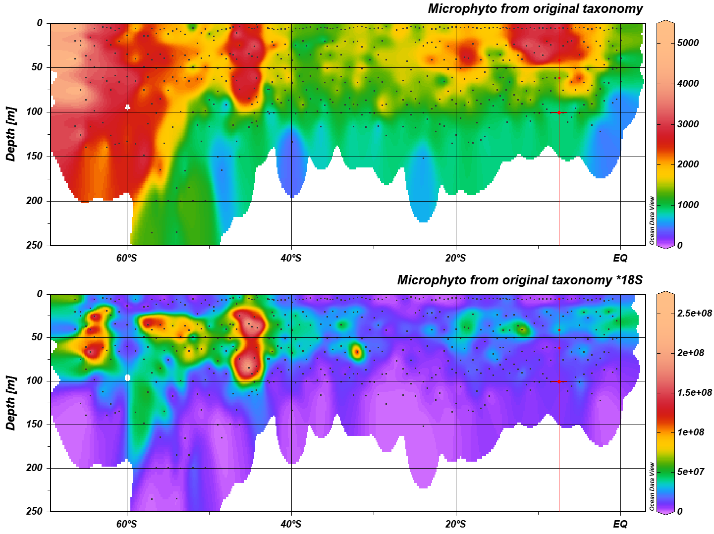 Microphyto from original taxonomy
0
50
100
150
200
250
Depth [m]
60°S
40°S
20°S
EQ
5000
4000
3000
2000
1000
0
Ocean Data View
Microphyto from original taxonomy *18S
0
50
100
150
200
250
Depth [m]
60°S
40°S
20°S
EQ
2.5e+08
2e+08
1.5e+08
1e+08
5e+07
0
Ocean Data View